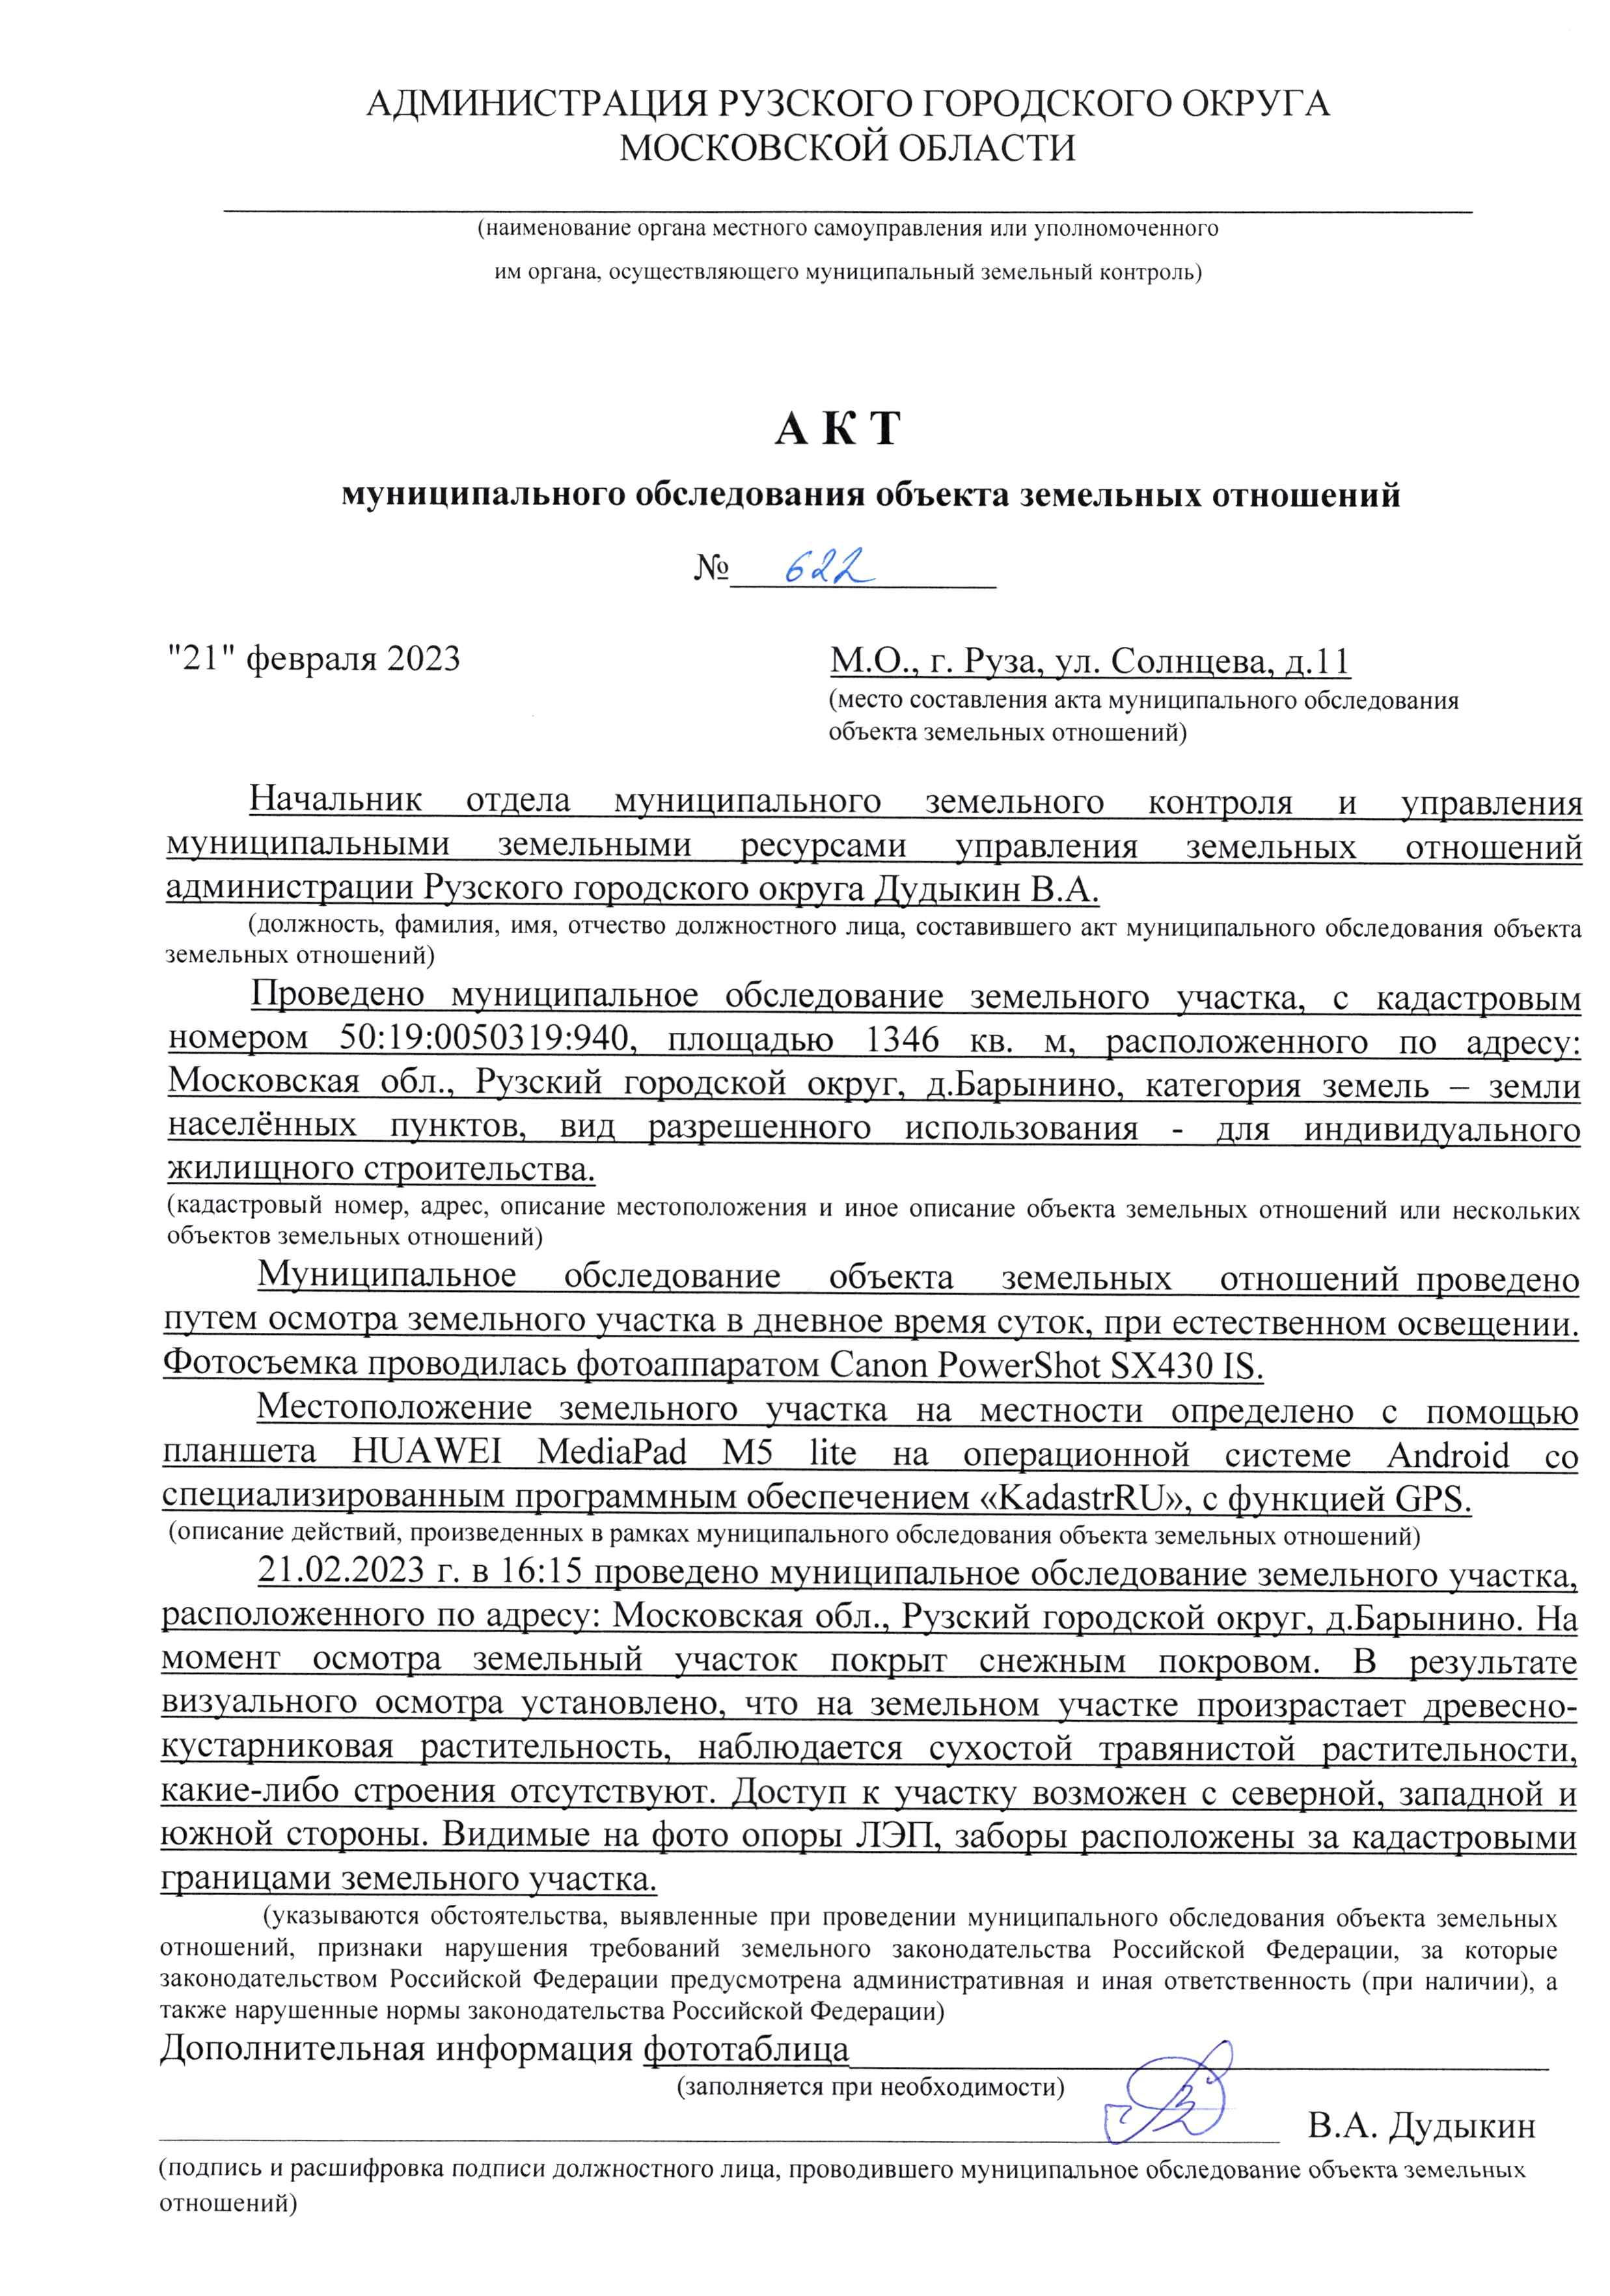 АДМИНИСТРАЦИЯ РУЗСКОГО ГОРОДСКОГО ОКРУГА
МОСКОВСКОЙ ОБЛАСТИ
(наименование органа местного самоуправления или уполномоченного
им органа, осуществляющего муниципальный земельный контроль)
А К Т
муниципального обследования объекта земельных отношений
№ 622
"21" февраля 2023
М.О., г. Руза, ул. Солнцева, д.11
(место составления акта муниципального обследования
объекта земельных отношений)
Начальник отдела муниципального земельного контроля и управления
муниципальными земельными ресурсами управления земельных отношений
администрации Рузского городского округа Дудыкин В.А.
(должность, фамилия, имя, отчество должностного лица, составившего акт муниципального обследования объекта
земельных отношений)
Проведено муниципальное обследование земельного участка, с кадастровым
номером 50:19:0050319:940, площадью 1346 кв. м, расположенного по адресу:
Московская обл., Рузский городской округ, д.Барынино, категория земель – земли
населённых пунктов, вид разрешенного использования - для индивидуального
жилищного строительства.
(кадастровый номер, адрес, описание местоположения и иное описание объекта земельных отношений или нескольких
объектов земельных отношений)
Муниципальное обследование объекта земельных отношений проведено
путем осмотра земельного участка в дневное время суток, при естественном освещении.
Фотосъемка проводилась фотоаппаратом Canon PowerShot SX430 IS.
Местоположение земельного участка на местности определено с помощью
планшета HUAWEI MediaPad M5 lite на операционной системе Android со
специализированным программным обеспечением «KadastrRU», с функцией GPS.
(описание действий, произведенных в рамках муниципального обследования объекта земельных отношений)
21.02.2023 г. в 16:15 проведено муниципальное обследование земельного участка,
расположенного по адресу: Московская обл., Рузский городской округ, д.Барынино. На
момент осмотра земельный участок покрыт снежным покровом. В результате
визуального осмотра установлено, что на земельном участке произрастает древесно-
кустарниковая растительность, наблюдается сухостой травянистой растительности,
какие-либо строения отсутствуют. Доступ к участку возможен с северной, западной и
южной стороны. Видимые на фото опоры ЛЭП, заборы расположены за кадастровыми
границами земельного участка.
(указываются обстоятельства, выявленные при проведении муниципального обследования объекта земельных
отношений, признаки нарушения требований земельного законодательства Российской Федерации, за которые
законодательством Российской Федерации предусмотрена административная и иная ответственность (при наличии), а
также нарушенные нормы законодательства Российской Федерации)
Дополнительная информация фототаблица
(заполняется при необходимости)
В.А. Дудыкин
(подпись и расшифровка подписи должностного лица, проводившего муниципальное обследование объекта земельных
отношений)